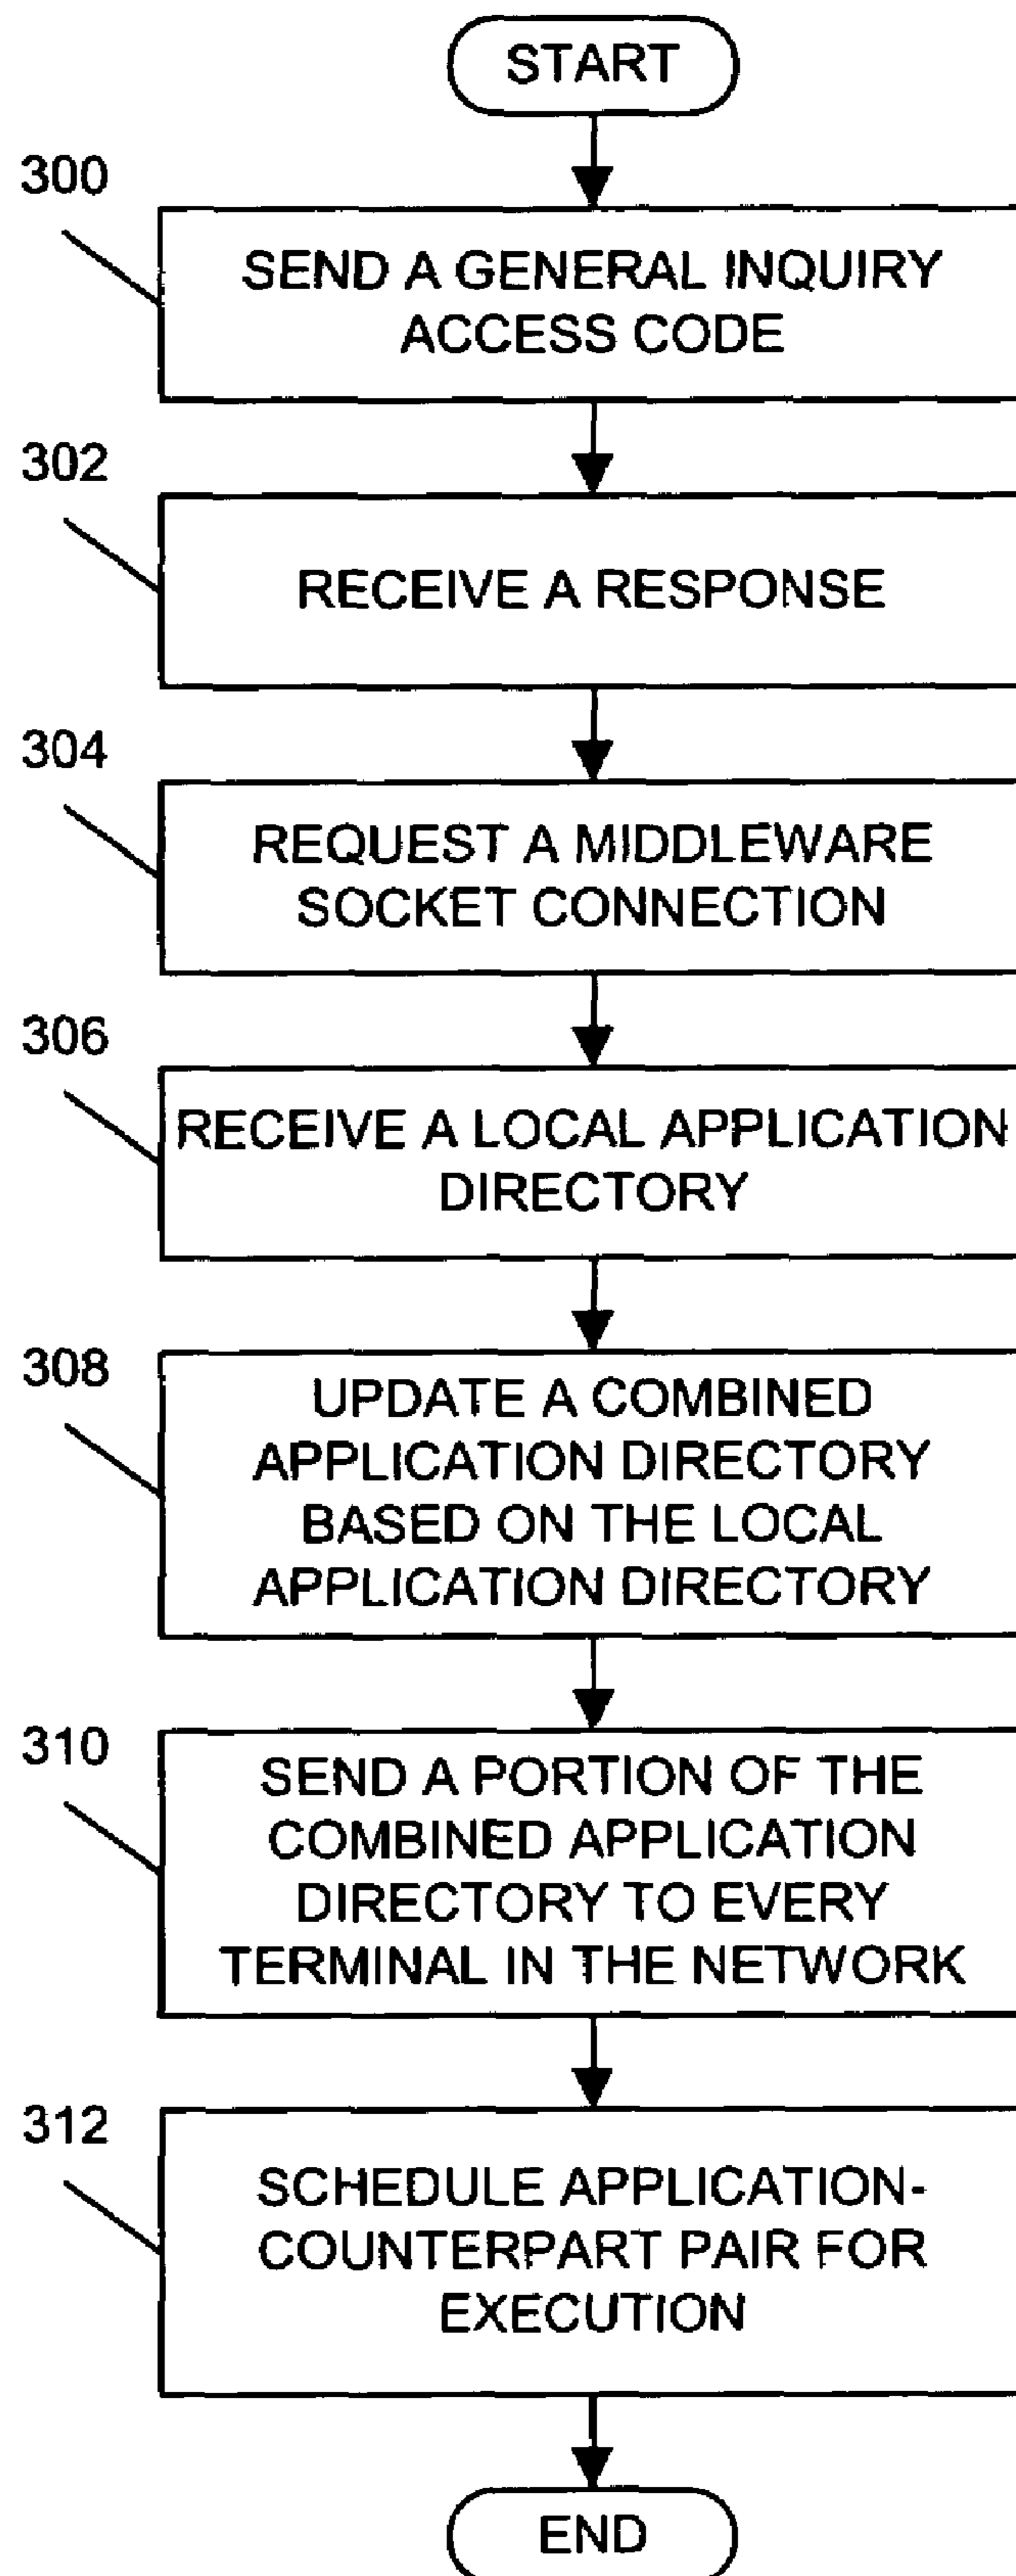 START
300
SEND A GENERAL INQUIRY
ACCESS CODE
302
RECEIVE A RESPONSE
304
REQUEST A MIDDLEWARE
SOCKET CONNECTION
306
RECEIVE A LOCAL APPLICATION
DIRECTORY
308
UPDATE A COMBINED
APPLICATION DIRECTORY
BASED ON THE LOCAL
APPLICATION DIRECTORY
310
SEND A PORTION OF THE
COMBINED APPLICATION
DIRECTORY TO EVERY
TERMINAL IN THE NETWORK
312
SCHEDULE APPLICATION-
COUNTERPART PAIR FOR
EXECUTION
END